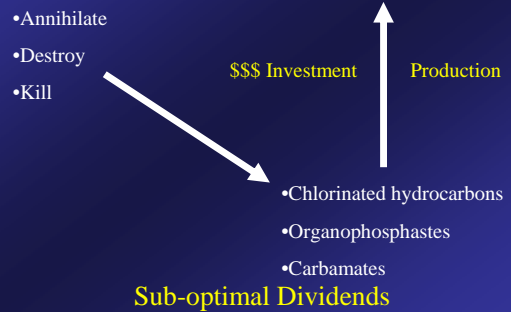 •Annihilate
•Destroy
•Kill
$$$ Investment Production
•Chlorinated hydrocarbons
•Organophosphastes
•Carbamates
Sub-optimal Dividends